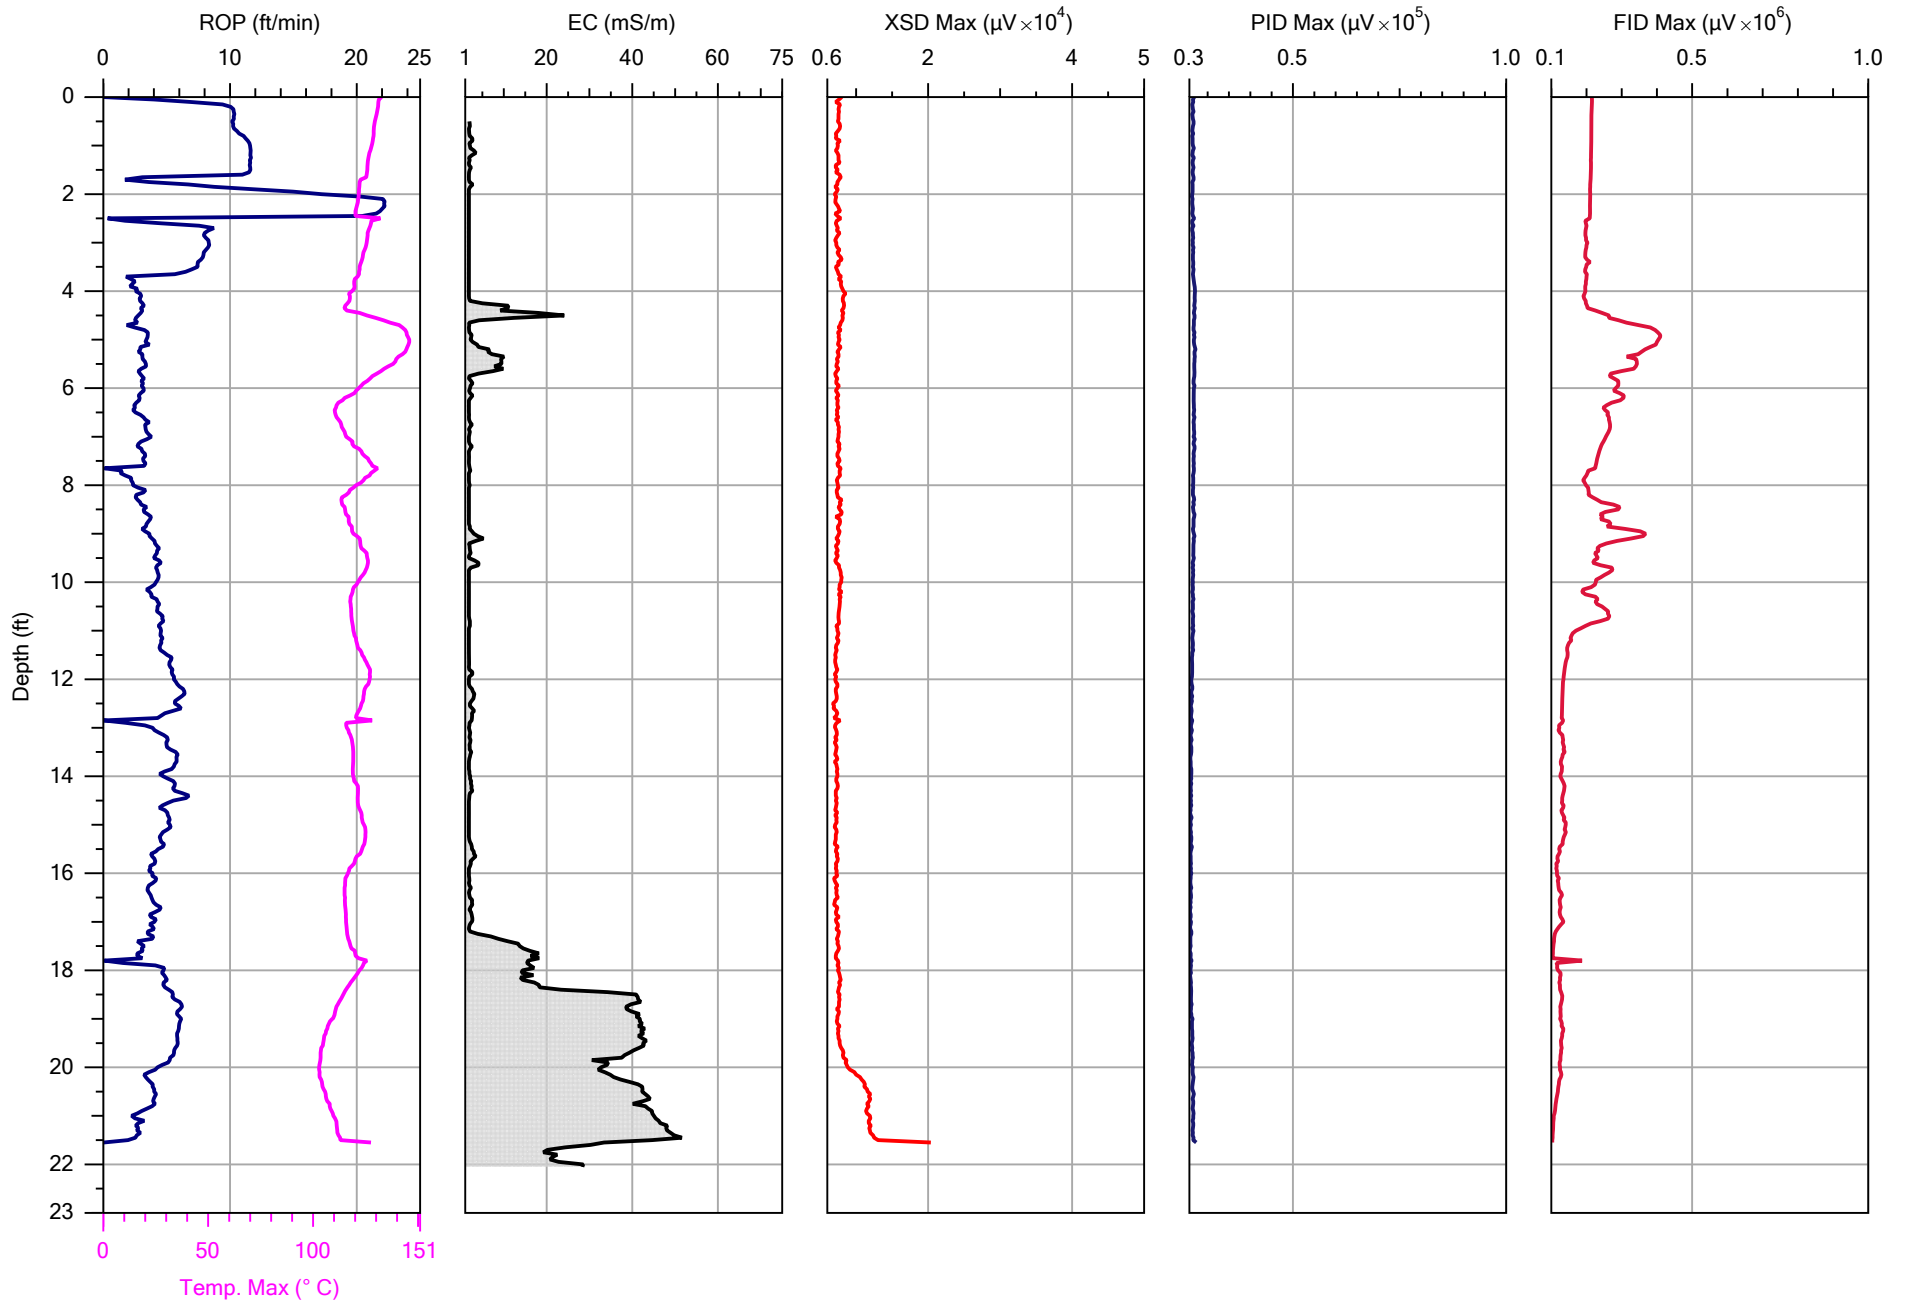 ROP (ft/min) EC (mS/m) XSD Max (µV×10⁴) PID Max (µV×10⁵) FID Max (µV×10⁶)
0 10 20 25 1 20 40 60 75 0.6 2 4 5 0.3 0.5 1.0 0.1 0.5 1.0
0
2
4
6
8
10
12
14
16
18
20
22
23
Depth (ft)
0 50 100 151
Temp. Max (° C)